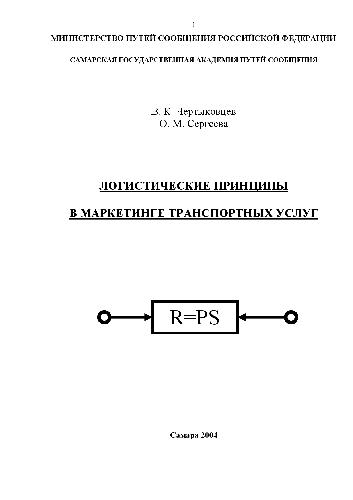 1
МИНИСТЕРСТВО ПУТЕЙ СООБЩЕНИЯ РОССИЙСКОЙ ФЕДЕРАЦИИ
САМАРСКАЯ ГОСУДАРСТВЕННАЯ АКАДЕМИЯ ПУТЕЙ СООБЩЕНИЯ
В. К. Чертыковцев
О. М. Сергеева
ЛОГИСТИЧЕСКИЕ ПРИНЦИПЫ
В МАРКЕТИНГЕ ТРАНСПОРТНЫХ УСЛУГ
R=PS
Самара 2004